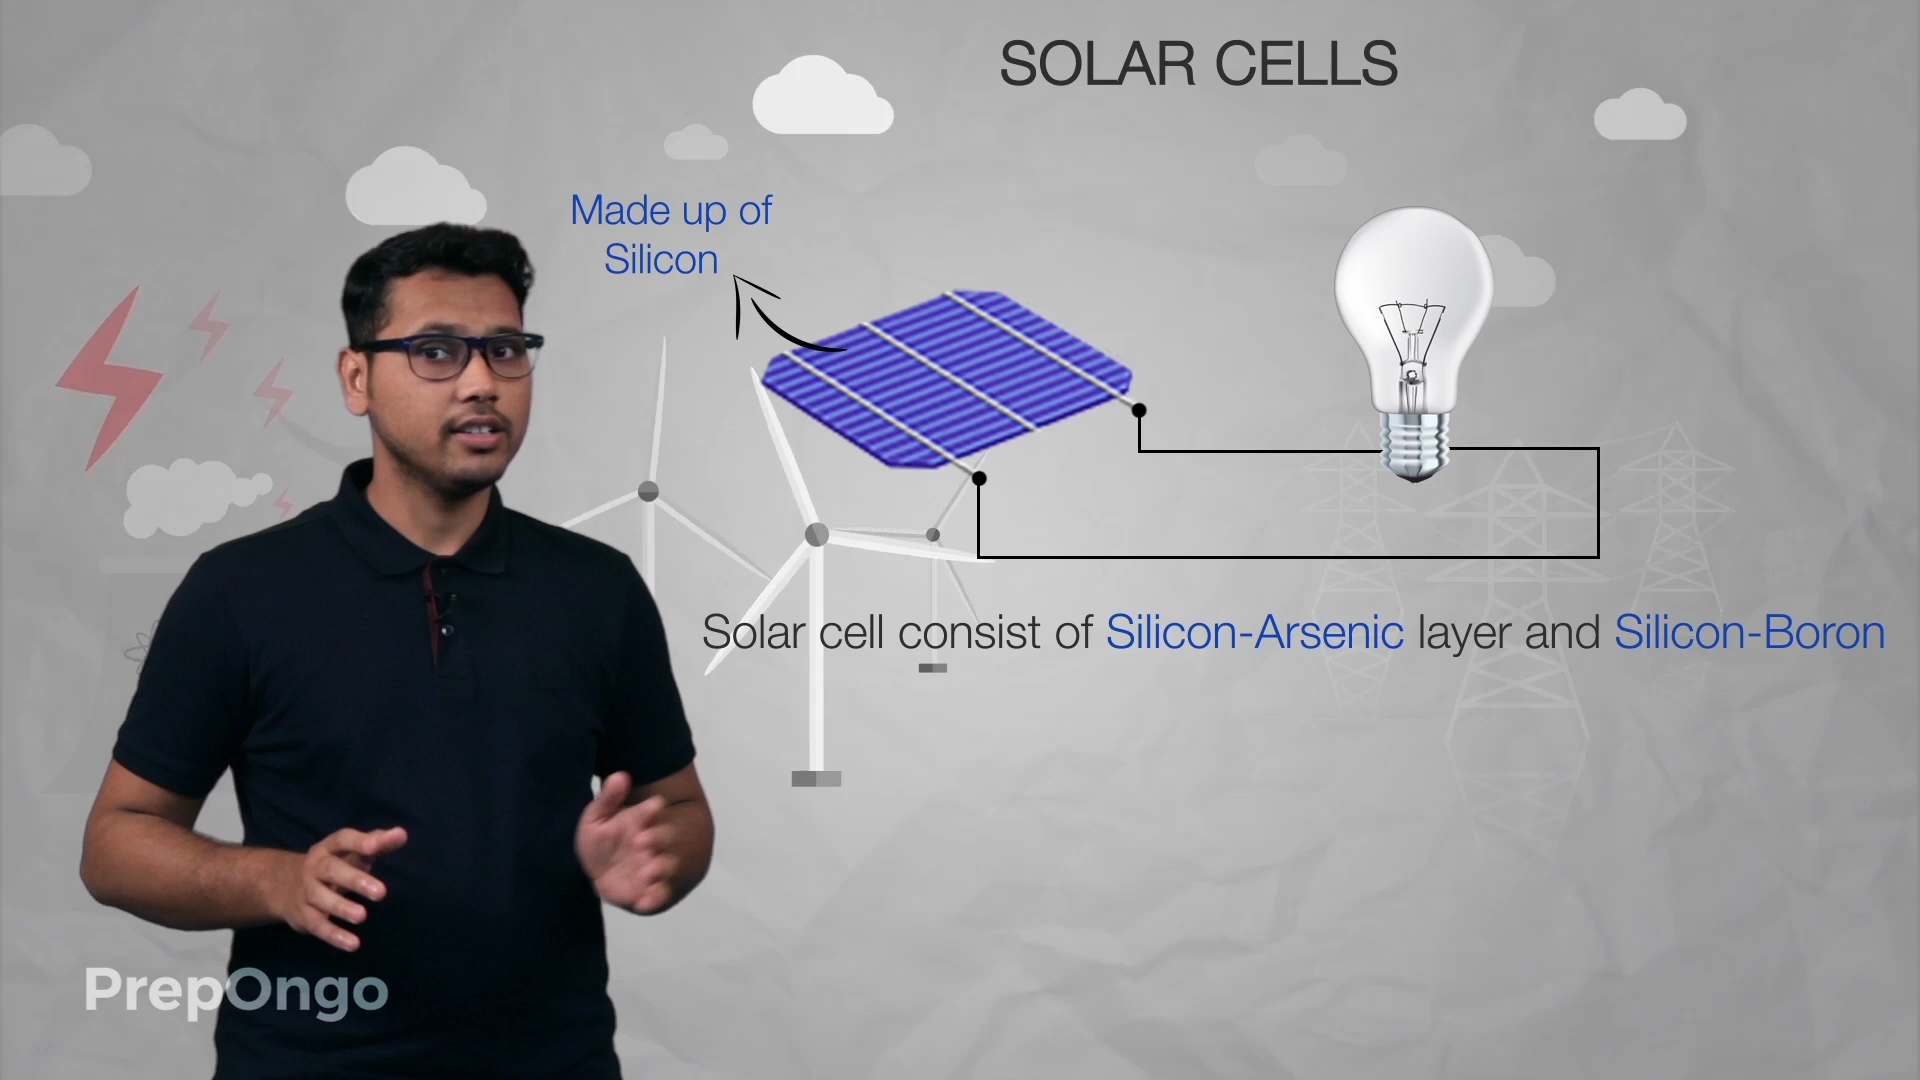 SOLAR CELLS
Made up of
Silicon
Solar cell consist of Silicon-Arsenic layer and Silicon-Boron
PrepOngo